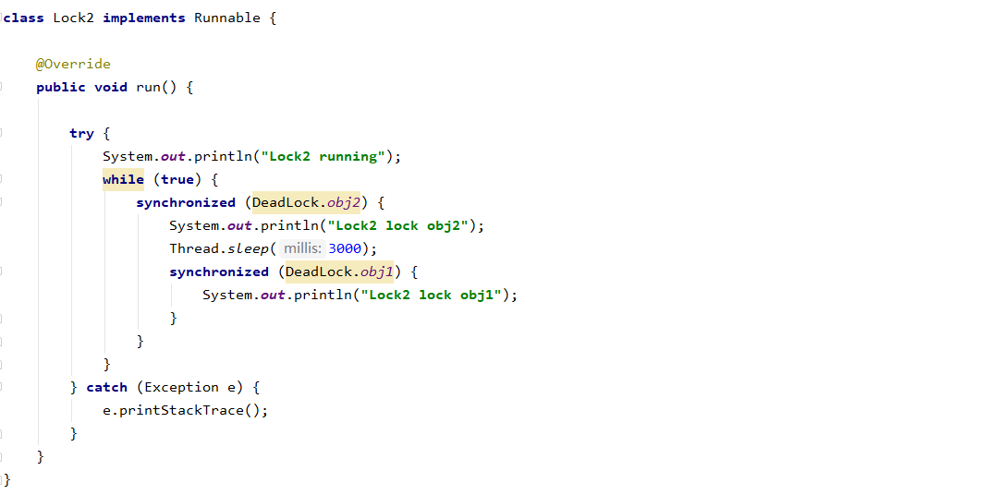 class Lock2 implements Runnable {
@Override
public void run() {
try {
System.out.println("Lock2 running");
while (true) {
synchronized (DeadLock.obj2) {
System.out.println("Lock2 lock obj2");
Thread.sleep( millis: 3000);
synchronized (DeadLock.obj1) {
System.out.println("Lock2 lock obj1");
}
}
}
} catch (Exception e) {
e.printStackTrace();
}
}
}